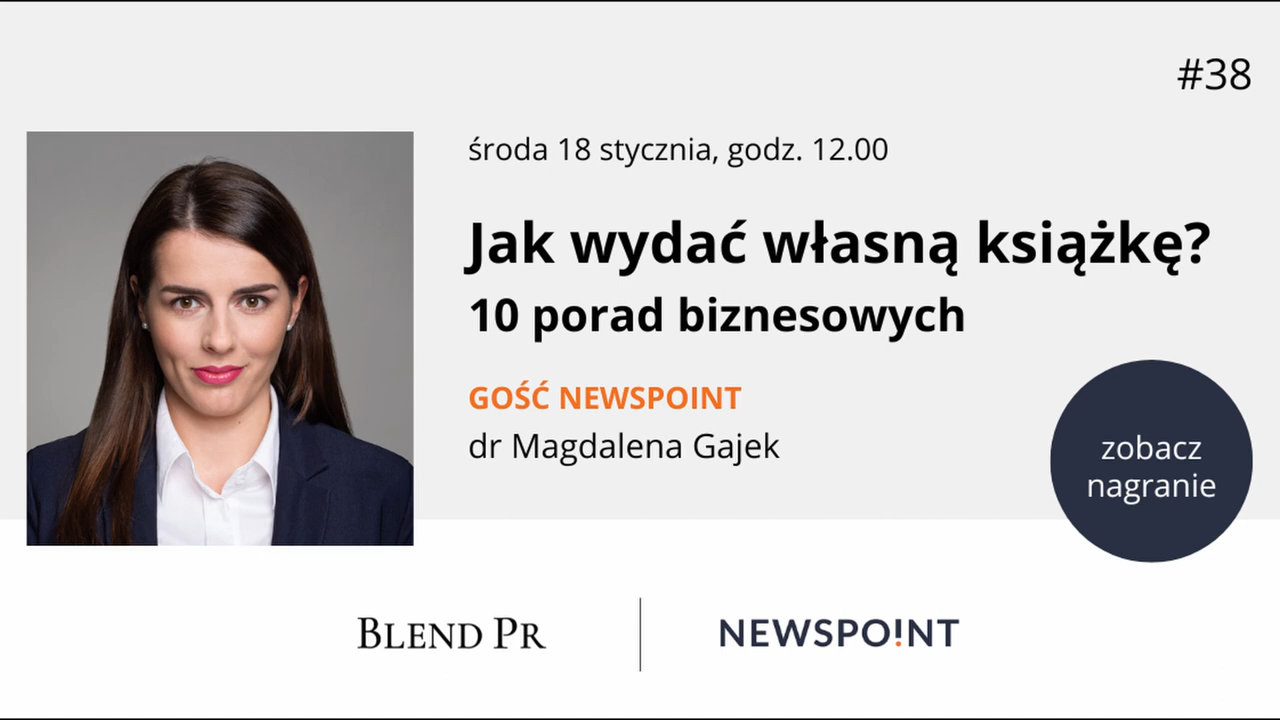 #38
środa 18 stycznia, godz. 12.00
Jak wydać własną książkę?
10 porad biznesowych
GOŚĆ NEWSPOINT
dr Magdalena Gajek
zobacz
nagranie
BLEND PR
NEWSPO!NT